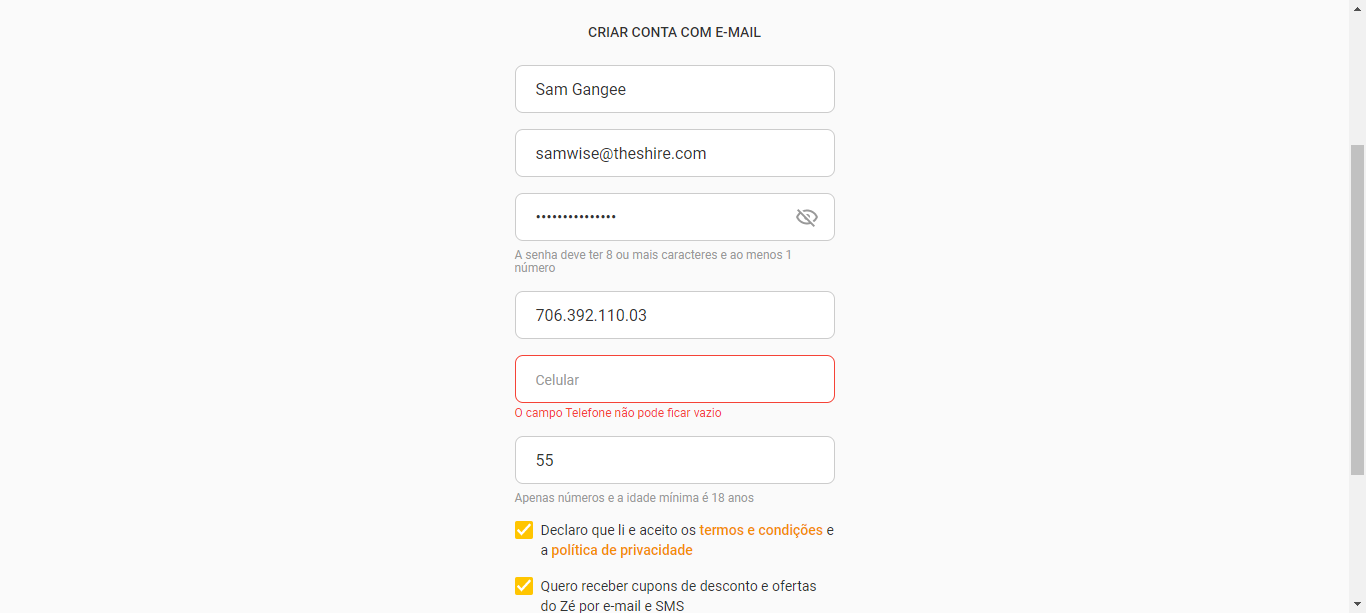 CRIAR CONTA COM E-MAIL
Sam Gangee
samwise@theshire.com
•••••••••••••••
A senha deve ter 8 ou mais caracteres e ao menos 1
número
706.392.110.03
Celular
O campo Telefone não pode ficar vazio
55
Apenas números e a idade mínima é 18 anos
Declaro que li e aceito os termos e condições e
a política de privacidade
Quero receber cupons de desconto e ofertas
do Zé por e-mail e SMS